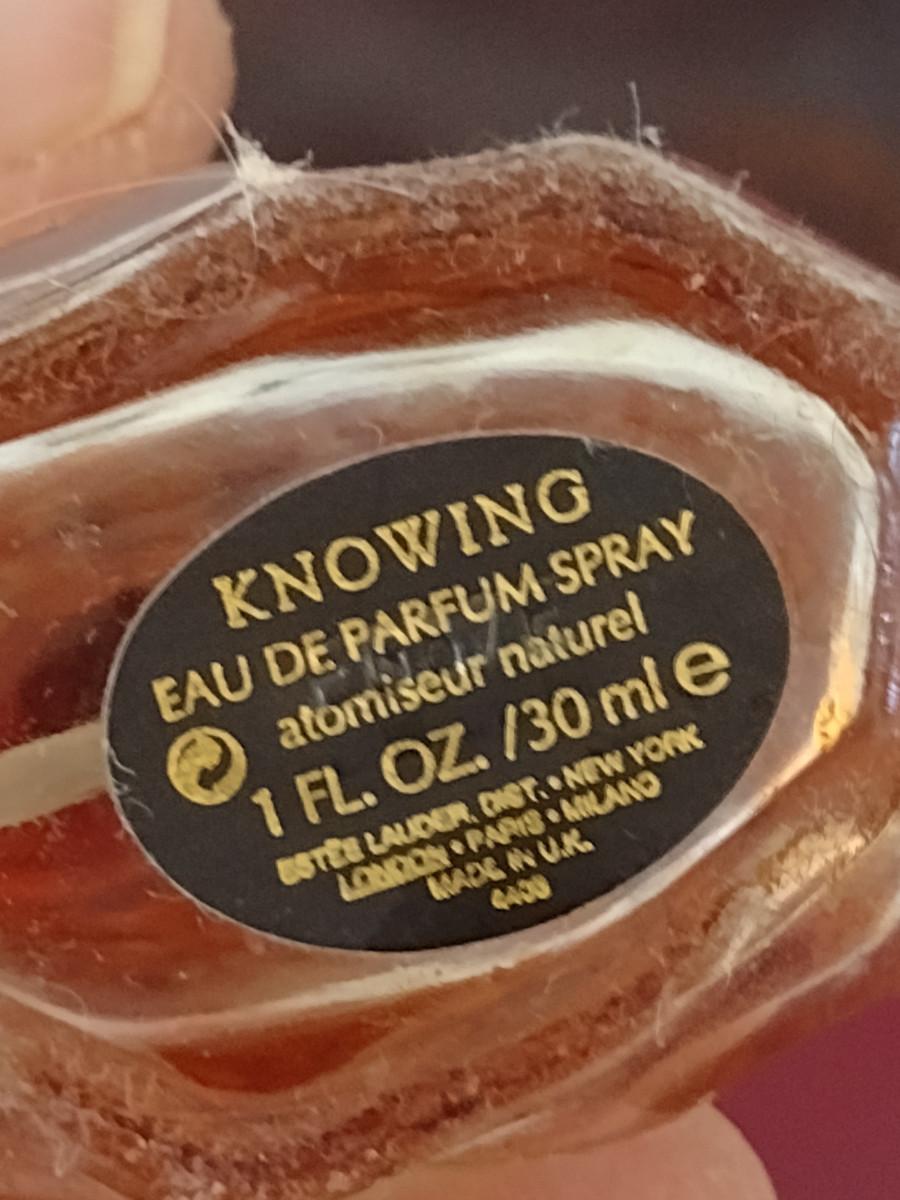 KNOWING
EAU DE PARFUM SPRAY
atomiseur naturel
1 FL. OZ. /30 ml e
ESTĒE LAUDER, DIST. • NEW YORK
LONDON • PARIS • MILANO
MADE IN U.K.